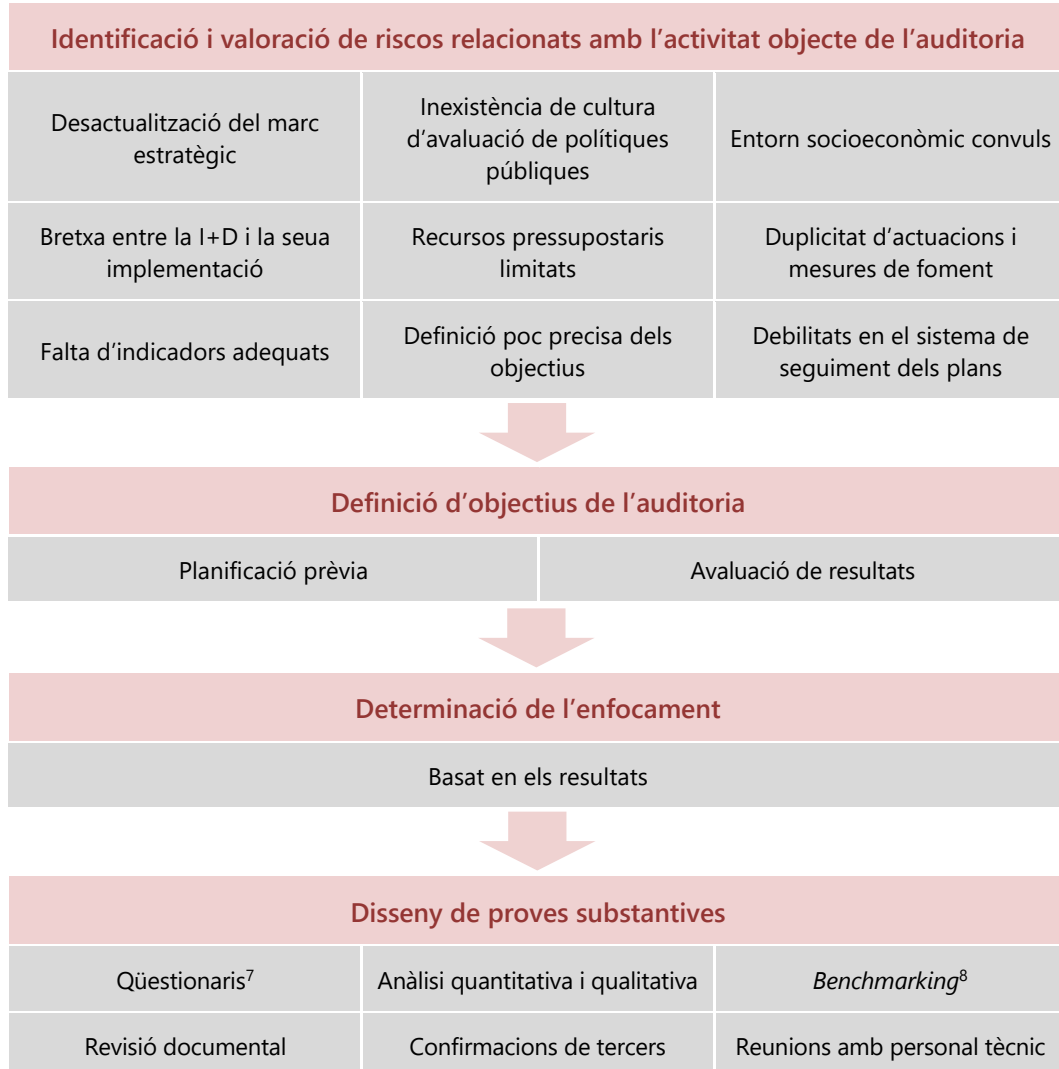 Identificació i valoració de riscos relacionats amb l’activitat objecte de l’auditoria
Desactualització del marc
estratègic
Inexistència de cultura
d’avaluació de polítiques
públiques
Entorn socioeconòmic convuls
Bretxa entre la I+D i la seua
implementació
Recursos pressupostaris
limitats
Duplicitat d’actuacions i
mesures de foment
Falta d’indicadors adequats
Definició poc precisa dels
objectius
Debilitats en el sistema de
seguiment dels plans
Definició d’objectius de l’auditoria
Planificació prèvia
Avaluació de resultats
Determinació de l’enfocament
Basat en els resultats
Disseny de proves substantives
Qüestionaris⁷
Anàlisi quantitativa i qualitativa
Benchmarking⁸
Revisió documental
Confirmacions de tercers
Reunions amb personal tècnic